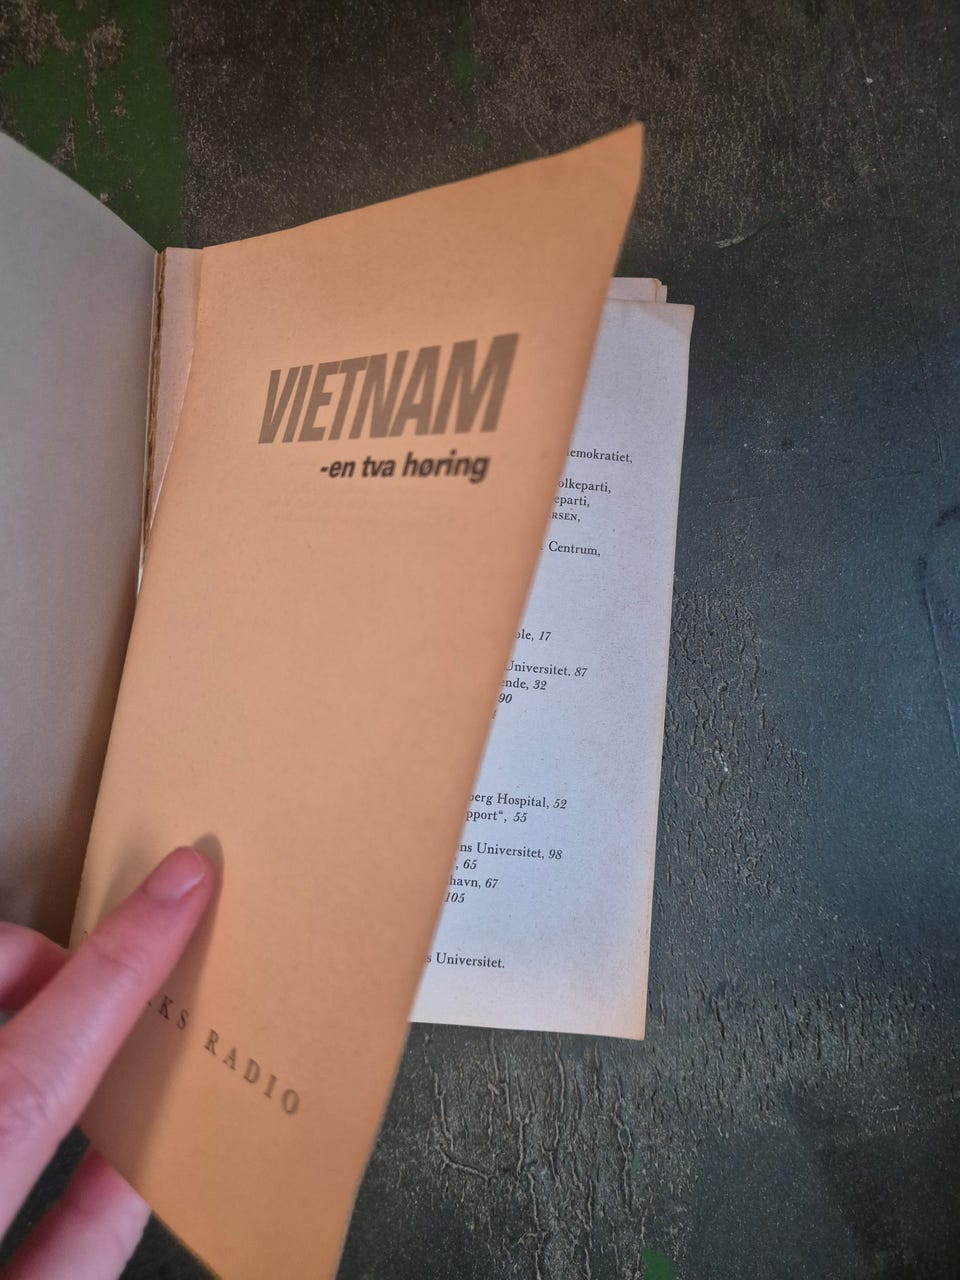 VIETNAM
-en tva høring
RADIO
emokratiet,
olkeparti,
eparti,
RSEN,
Centrum,
ole, 17
Universitet. 87
ende, 32
90
berg Hospital, 52
pport“, 55
ns Universitet, 98
, 65
havn, 67
105
s Universitet.